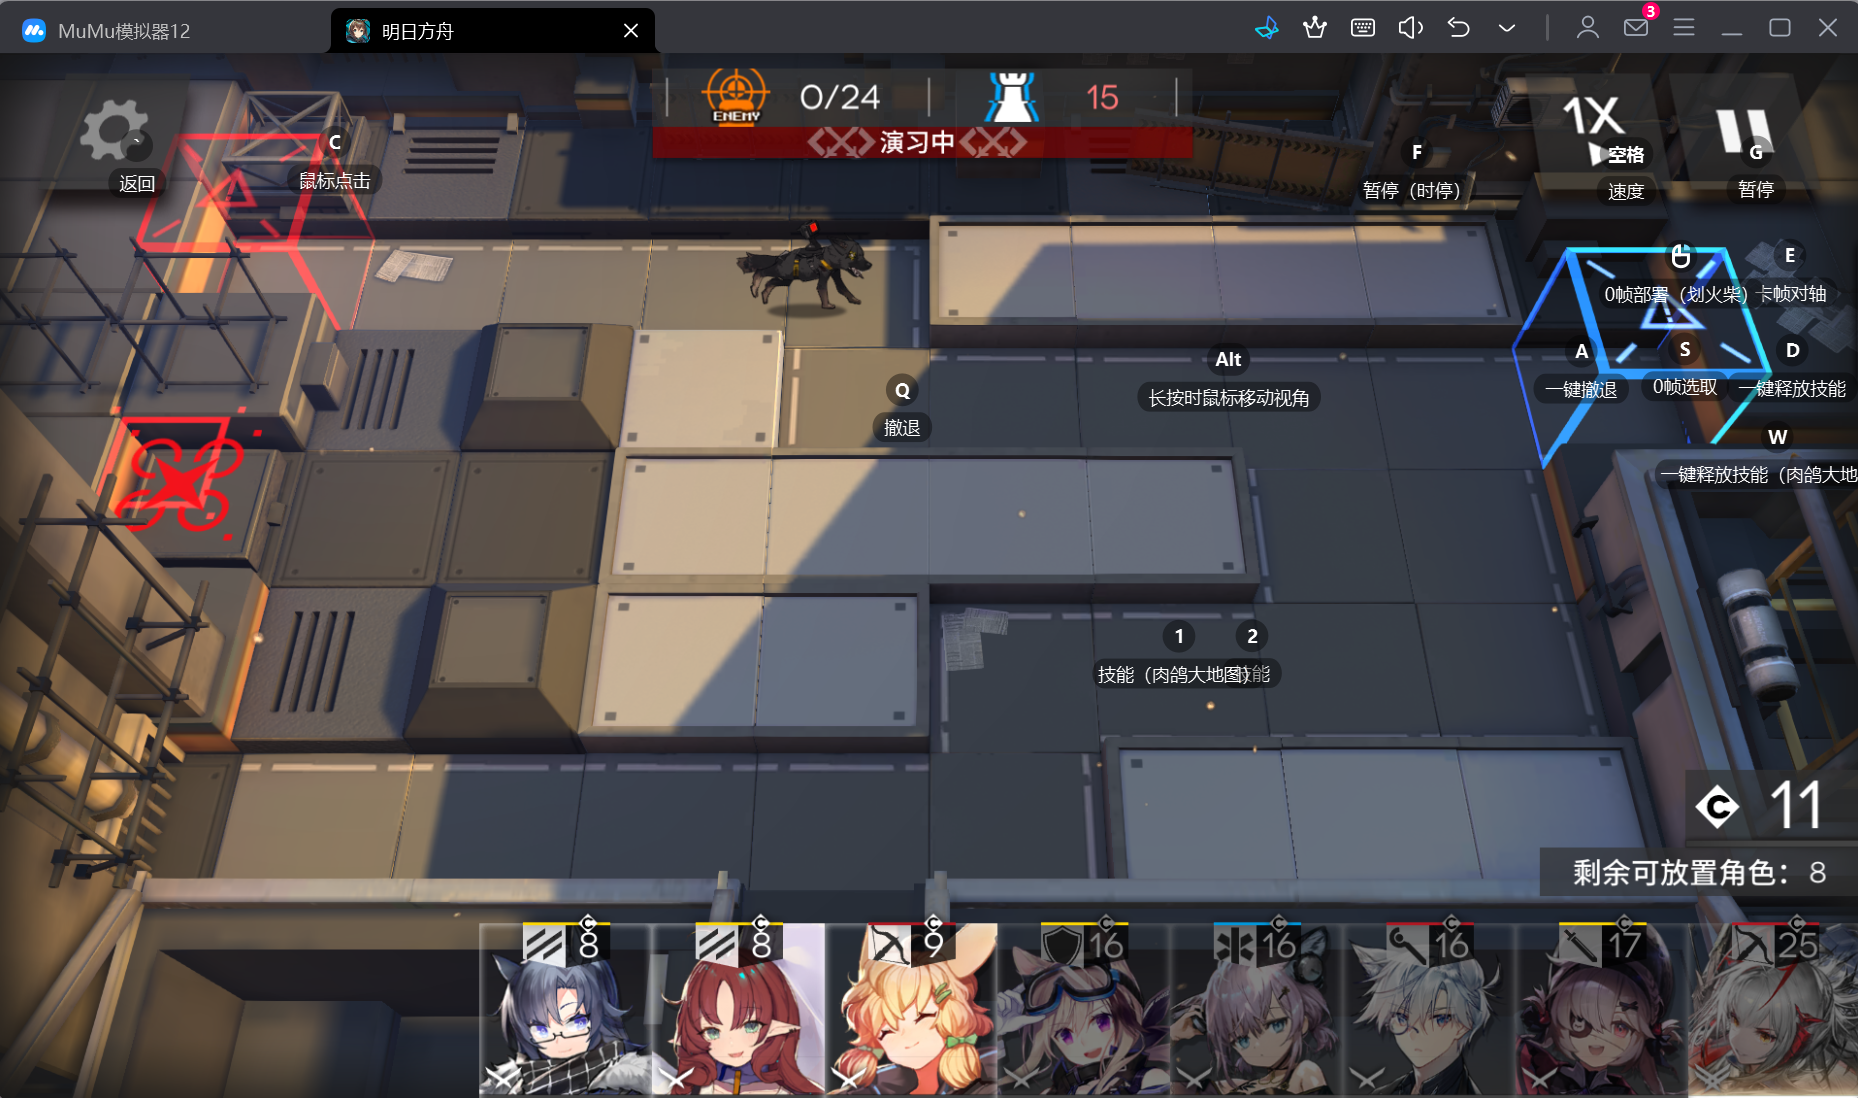 MuMu模拟器12
明日方舟
3
ENEMY
0/24
15
演习中
1X
空格
速度
G
暂停
F
暂停（时停）
C
鼠标点击
返回
E
0帧部署（划火柴）
卡帧对轴
A
一键撤退
S
0帧选取
D
一键释放技能
W
一键释放技能（肉鸽大地
Alt
长按时鼠标移动视角
Q
撤退
1
技能（肉鸽大地图）
2
技能
C
11
剩余可放置角色：8
8
8
9
16
16
16
17
25